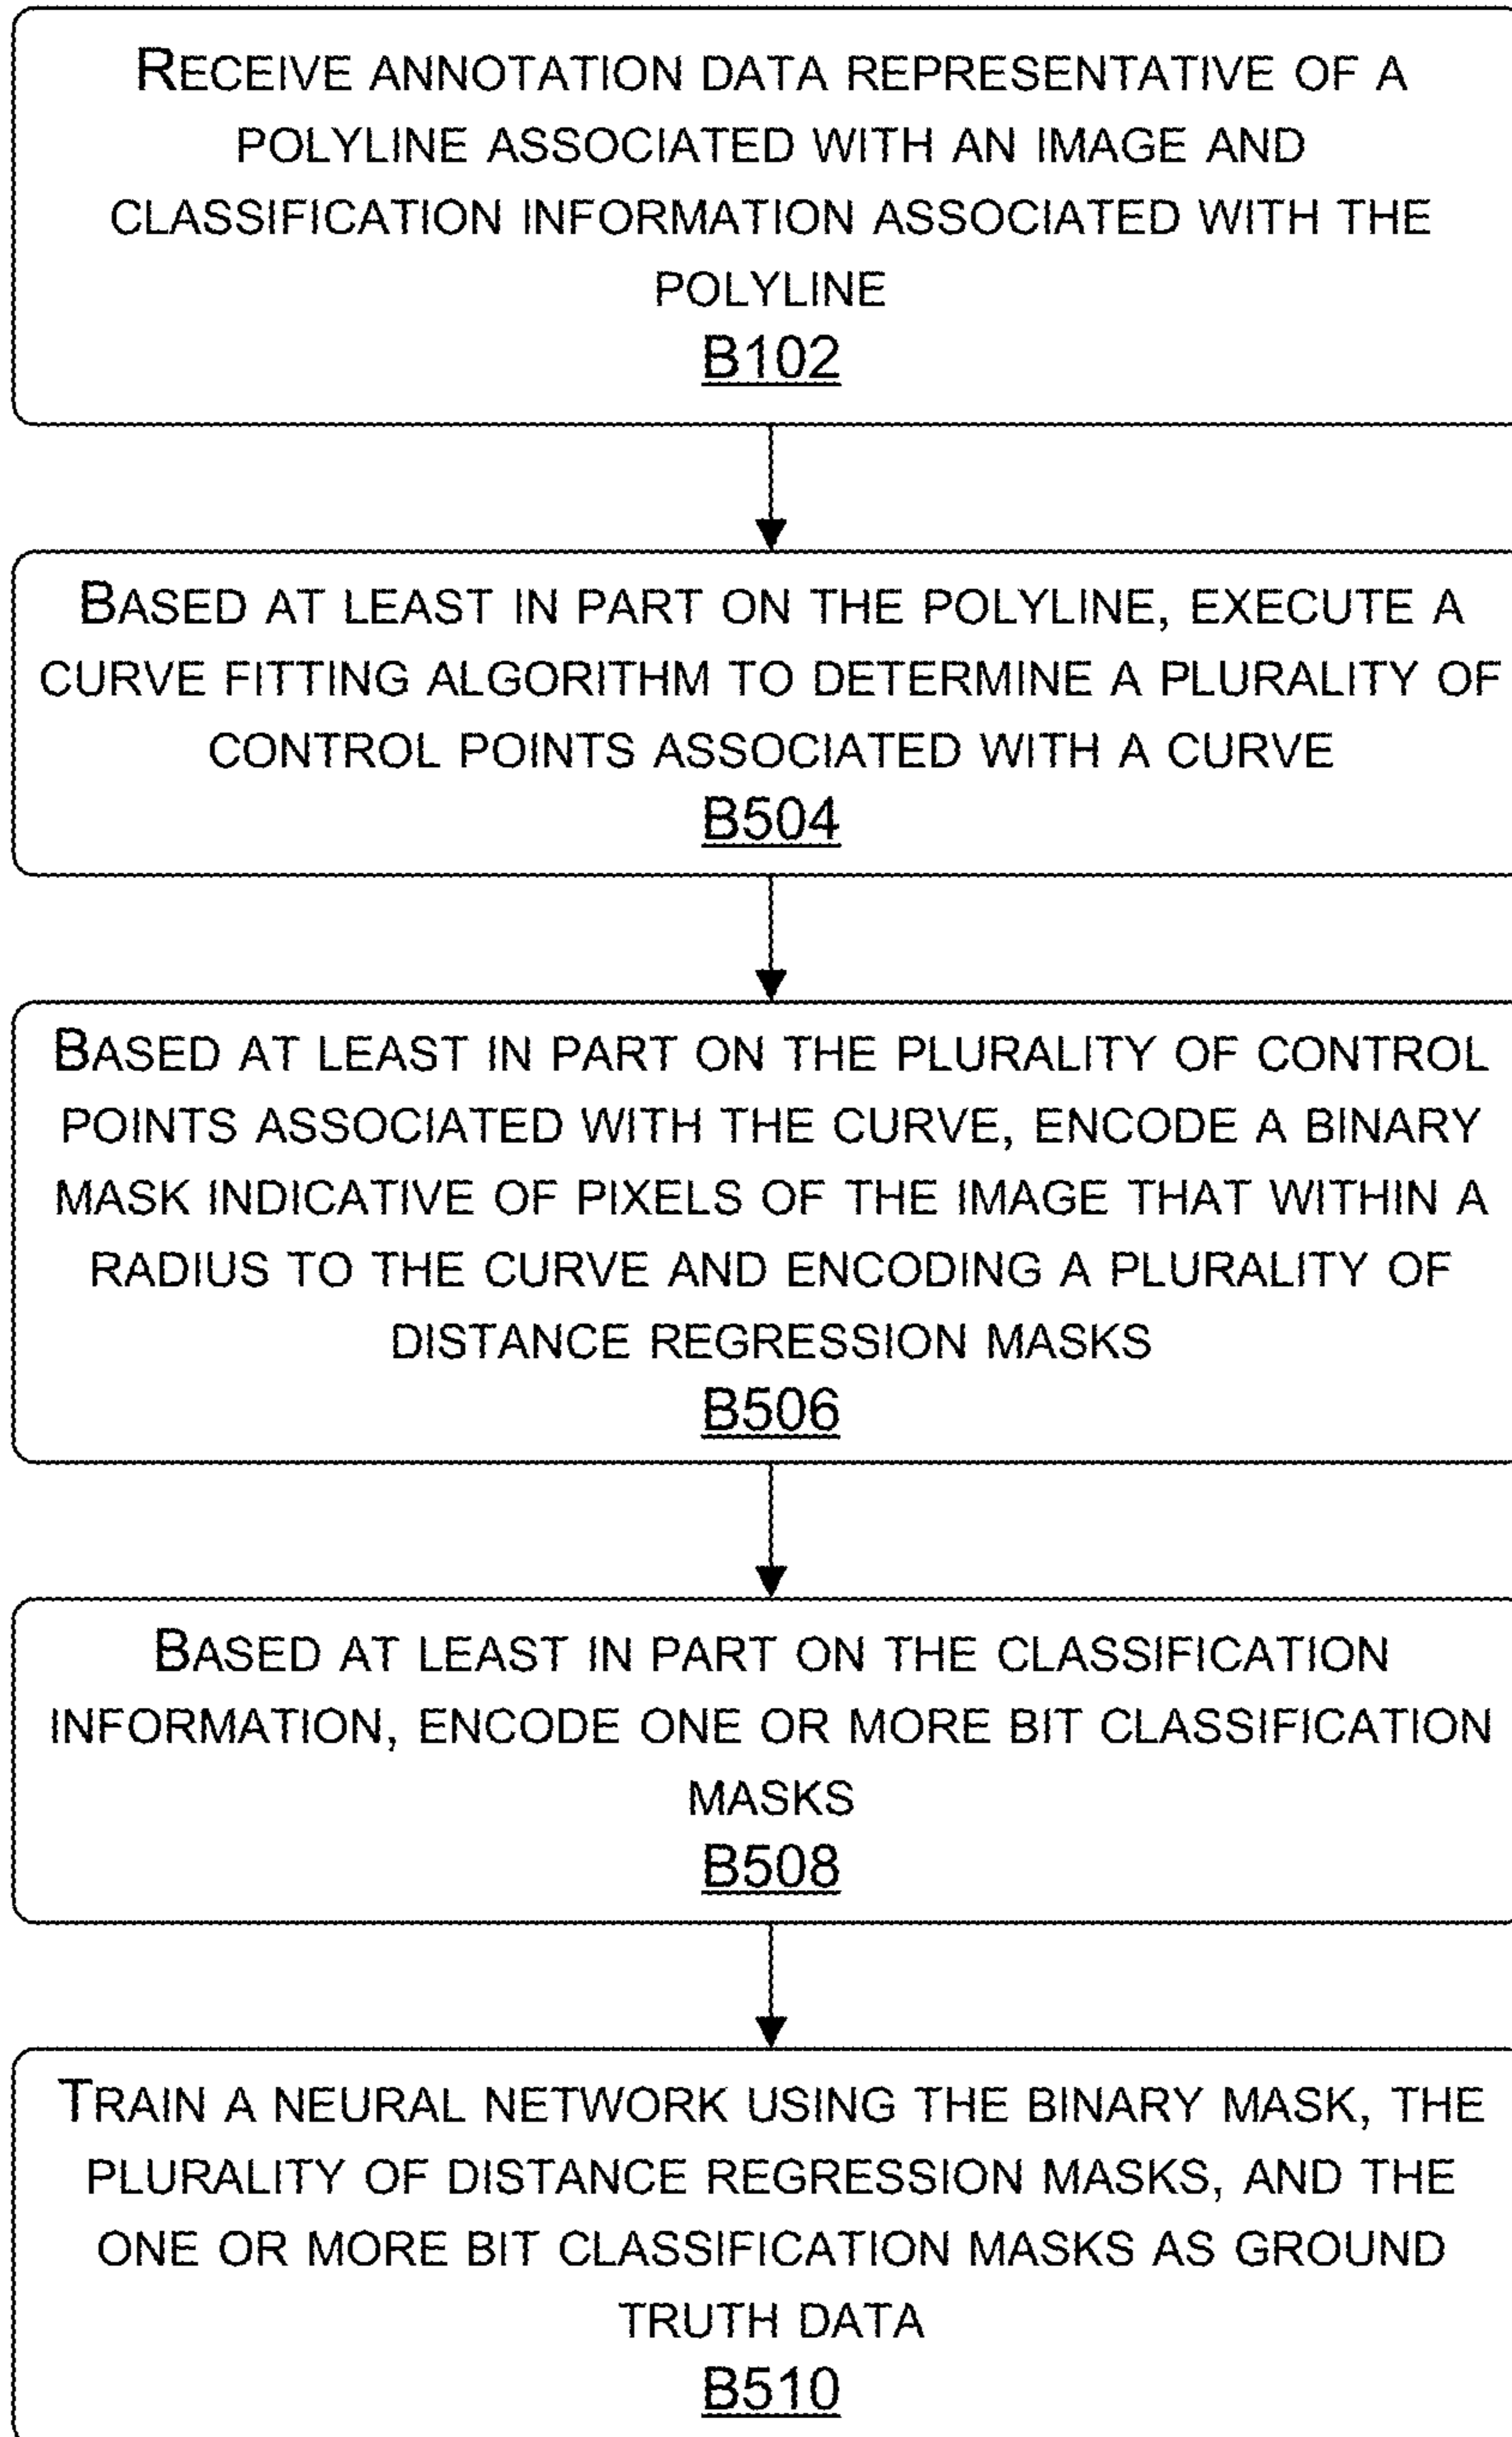 RECEIVE ANNOTATION DATA REPRESENTATIVE OF A
POLYLINE ASSOCIATED WITH AN IMAGE AND
CLASSIFICATION INFORMATION ASSOCIATED WITH THE
POLYLINE
B102
BASED AT LEAST IN PART ON THE POLYLINE, EXECUTE A
CURVE FITTING ALGORITHM TO DETERMINE A PLURALITY OF
CONTROL POINTS ASSOCIATED WITH A CURVE
B504
BASED AT LEAST IN PART ON THE PLURALITY OF CONTROL
POINTS ASSOCIATED WITH THE CURVE, ENCODE A BINARY
MASK INDICATIVE OF PIXELS OF THE IMAGE THAT WITHIN A
RADIUS TO THE CURVE AND ENCODING A PLURALITY OF
DISTANCE REGRESSION MASKS
B506
BASED AT LEAST IN PART ON THE CLASSIFICATION
INFORMATION, ENCODE ONE OR MORE BIT CLASSIFICATION
MASKS
B508
TRAIN A NEURAL NETWORK USING THE BINARY MASK, THE
PLURALITY OF DISTANCE REGRESSION MASKS, AND THE
ONE OR MORE BIT CLASSIFICATION MASKS AS GROUND
TRUTH DATA
B510